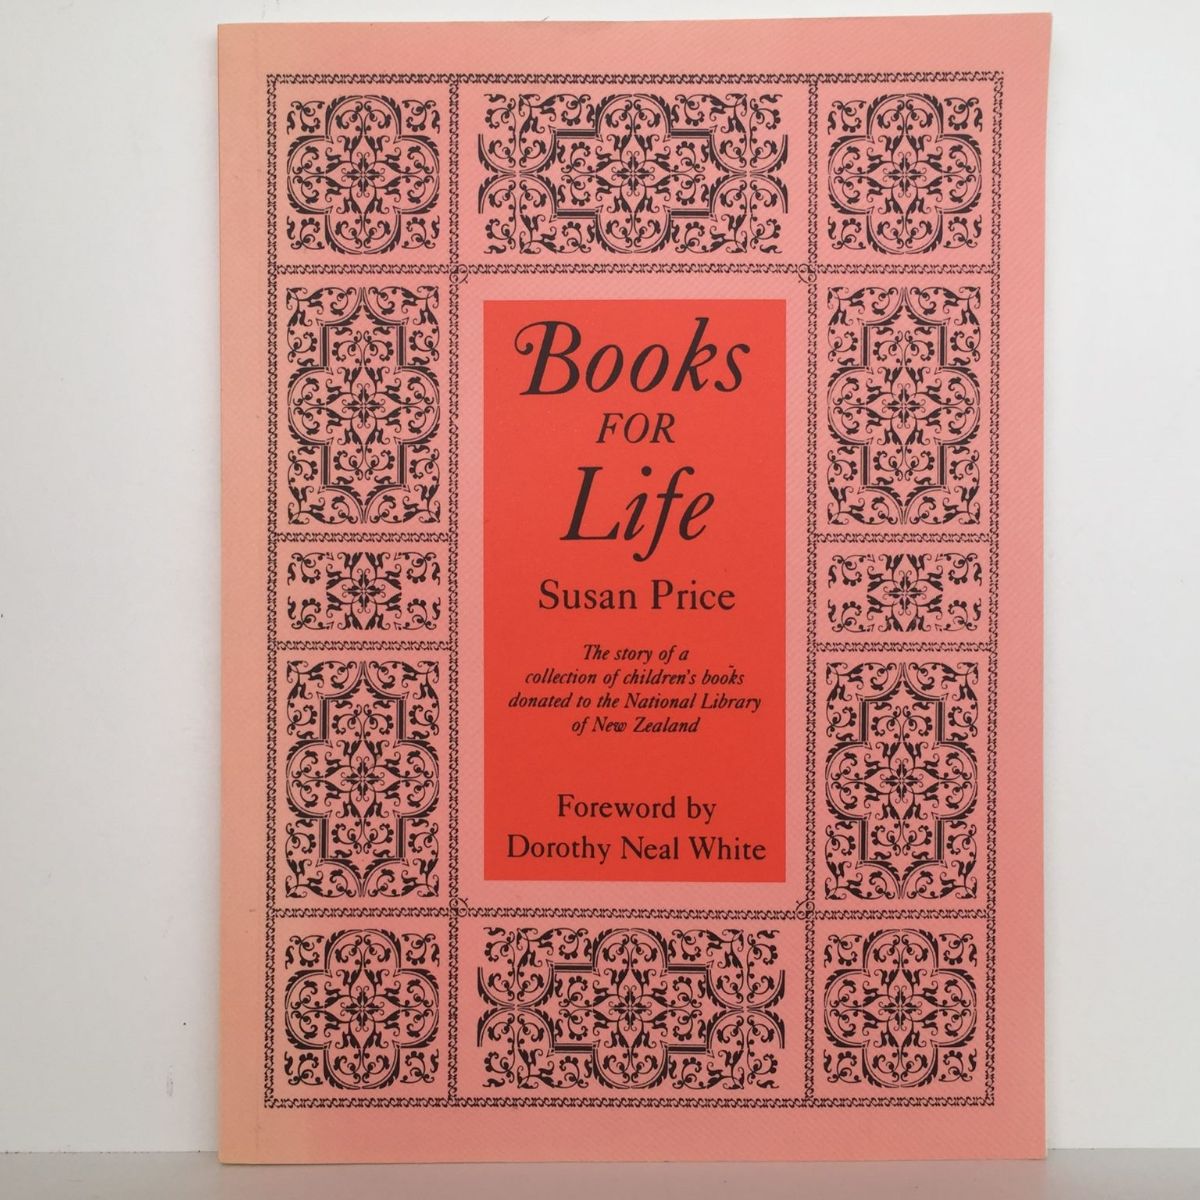 Books
FOR
Life
Susan Price
The story of a
collection of children's books
donated to the National Library
of New Zealand
Foreword by
Dorothy Neal White